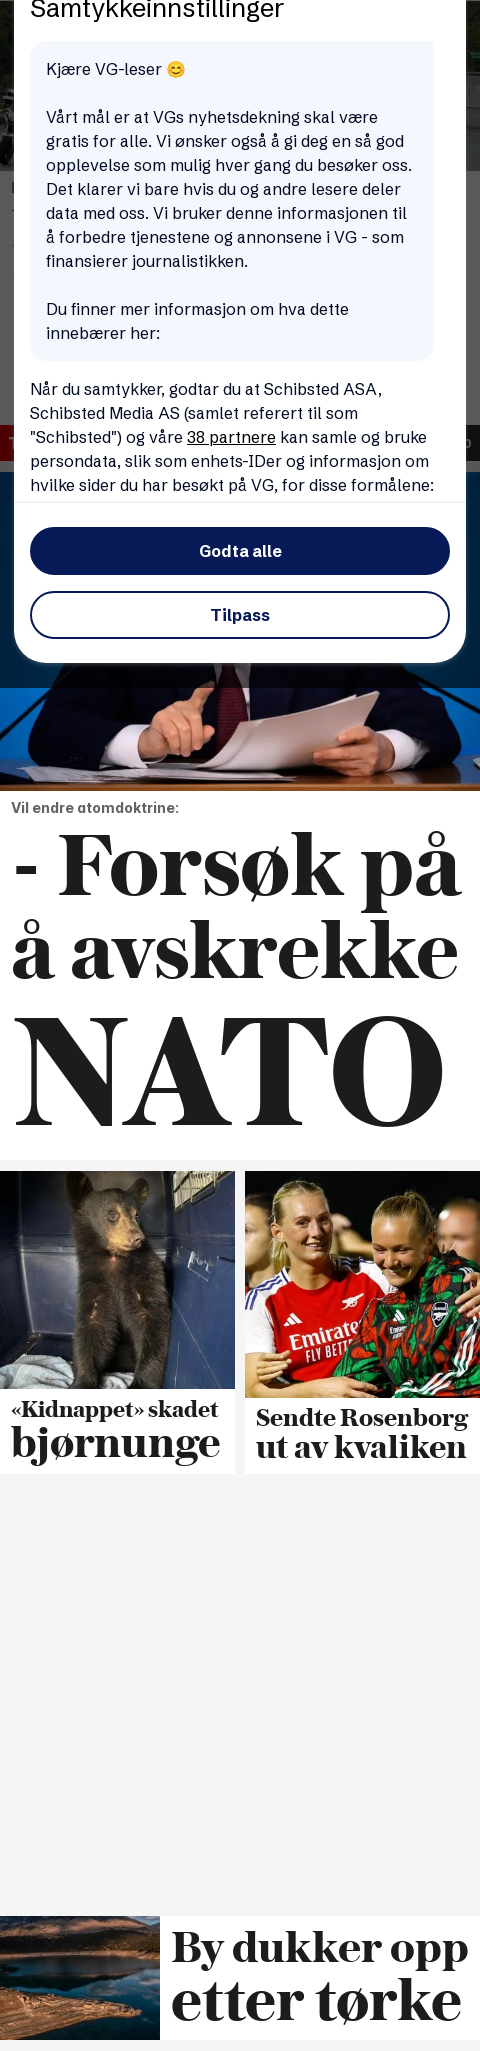 Samtykkeinnstillinger
Kjære VG-leser 😊
Vårt mål er at VGs nyhetsdekning skal være
gratis for alle. Vi ønsker også å gi deg en så god
opplevelse som mulig hver gang du besøker oss.
Det klarer vi bare hvis du og andre lesere deler
data med oss. Vi bruker denne informasjonen til
å forbedre tjenestene og annonsene i VG - som
finansierer journalistikken.
Du finner mer informasjon om hva dette
innebærer her:
Når du samtykker, godtar du at Schibsted ASA,
Schibsted Media AS (samlet referert til som
"Schibsted") og våre 38 partnere kan samle og bruke
persondata, slik som enhets-IDer og informasjon om
hvilke sider du har besøkt på VG, for disse formålene:
Godta alle
Tilpass
Vil endre atomdoktrine:
- Forsøk på
å avskrekke
NATO
«Kidnappet» skadet
bjørnunge
Emirates
FLY BETTER
Arsenal
Sendte Rosenborg
ut av kvaliken
By dukker opp
etter tørke